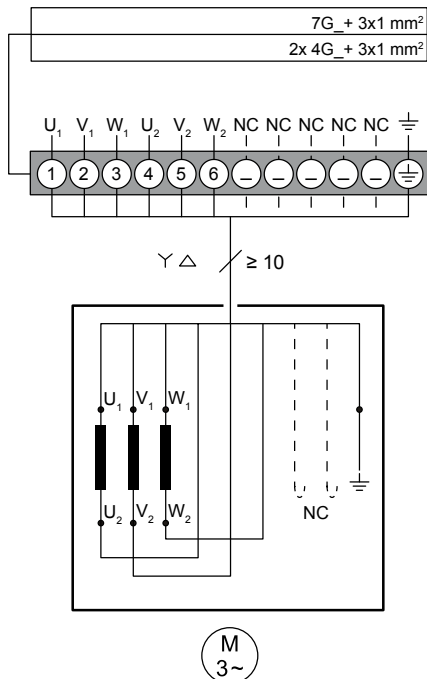 7G_+ 3x1 mm²
2x 4G_+ 3x1 mm²
U₁ V₁ W₁ U₂ V₂ W₂ NC NC NC NC NC
1 2 3 4 5 6 _ _ _ _ _
Y △ ≥ 10
U₁ V₁ W₁
U₂ V₂ W₂
NC
M
3~